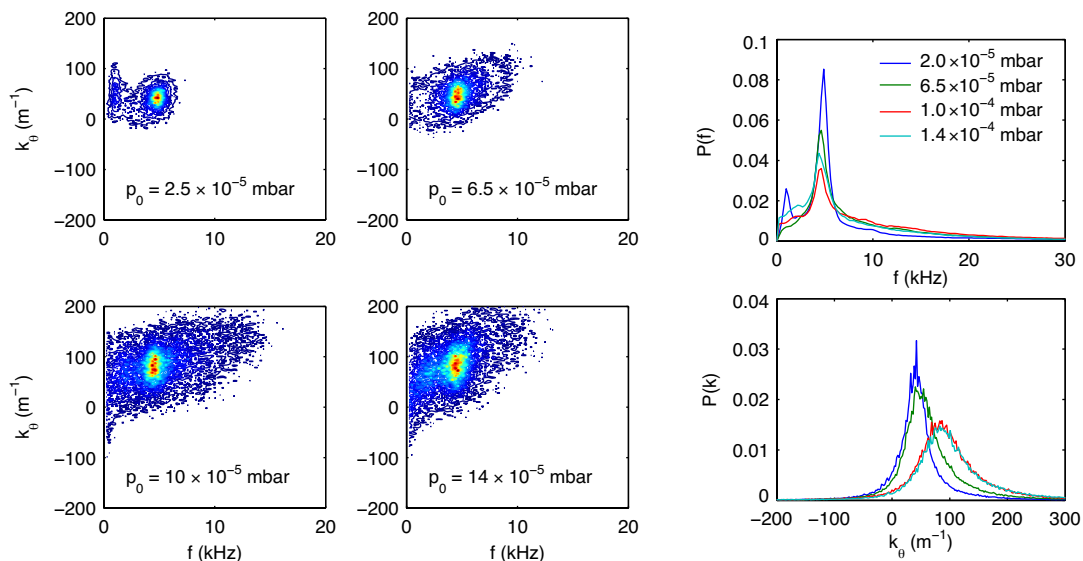 200
100
0
−100
−200
k_θ (m⁻¹)
p₀ = 2.5 × 10⁻⁵ mbar
0 10 20
200
100
0
−100
−200
p₀ = 6.5 × 10⁻⁵ mbar
0 10 20
200
100
0
−100
−200
k_θ (m⁻¹)
p₀ = 10 × 10⁻⁵ mbar
0 10 20
f (kHz)
200
100
0
−100
−200
p₀ = 14 × 10⁻⁵ mbar
0 10 20
f (kHz)
0.1
0.08
0.06
0.04
0.02
0
P(f)
2.0×10⁻⁵ mbar
6.5×10⁻⁵ mbar
1.0×10⁻⁴ mbar
1.4×10⁻⁴ mbar
0 10 20 30
f (kHz)
0.04
0.03
0.02
0.01
0
P(k)
−200 −100 0 100 200 300
k_θ (m⁻¹)